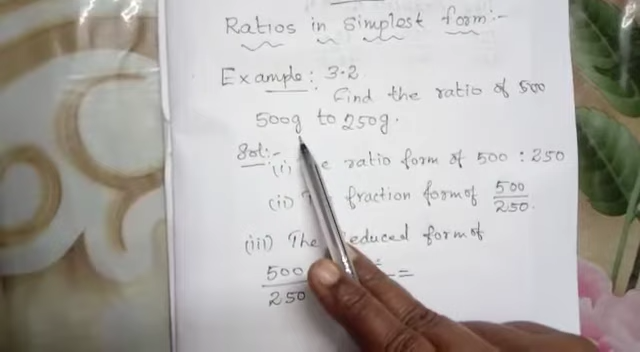 Ratios in simplest form:-
Example: 3.2
Find the ratio of 500
500g to 250g.
Sol:-
(i) ratio form of 500 : 250
(ii) fraction form of 500/250.
(iii) The reduced form of
500/250 =